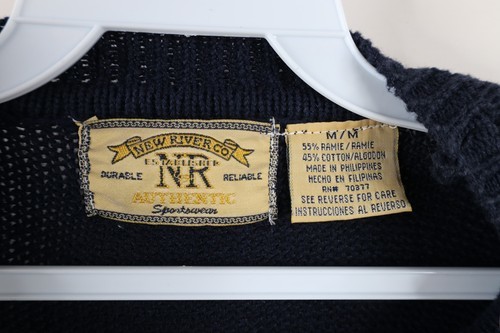 NEW RIVER CO
ESTABLISHED
DURABLE NR RELIABLE
AUTHENTIC
Sportswear
M/M
55% RAMIE/RAMIE
45% COTTON/ALGODON
MADE IN PHILIPPINES
HECHO EN FILIPINAS
RN# 70377
SEE REVERSE FOR CARE
INSTRUCTIONS AL REVERSO